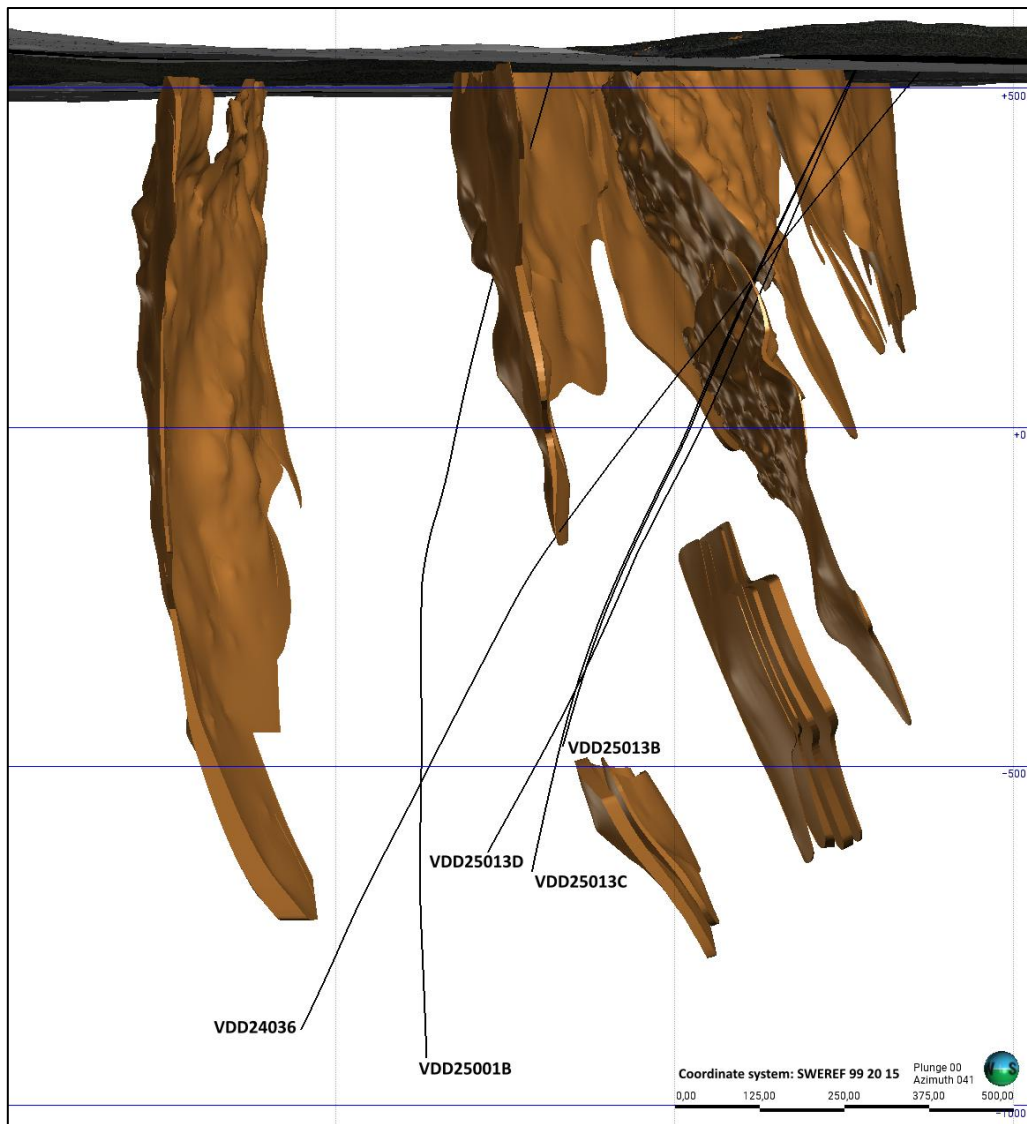 +500
+0
VDD25013B
-500
VDD25013D
VDD25013C
VDD24036
VDD25001B
Coordinate system: SWEREF 99 20 15
Plunge 00
Azimuth 041
0,00 125,00 250,00 375,00 500,00
-1000